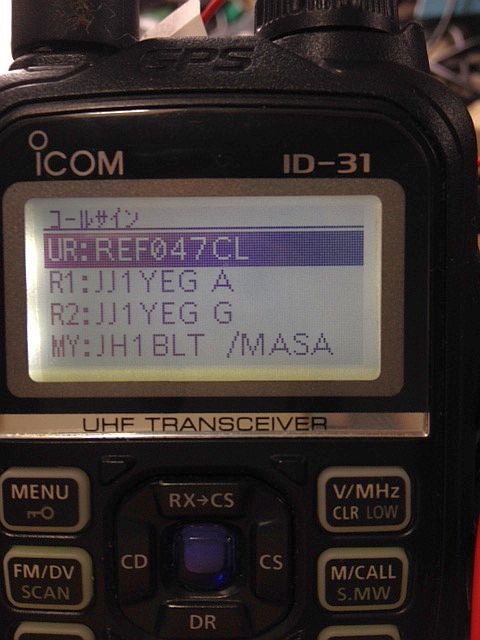 GPS
ICOM
ID-31
コールサイン
UR:REF047CL
R1:JJ1YEG A
R2:JJ1YEG G
MY:JH1BLT /MASA
UHF TRANSCEIVER
MENU
RX→CS
V/MHz
CLR LOW
FM/DV
SCAN
CD
CS
M/CALL
S.MW
DR